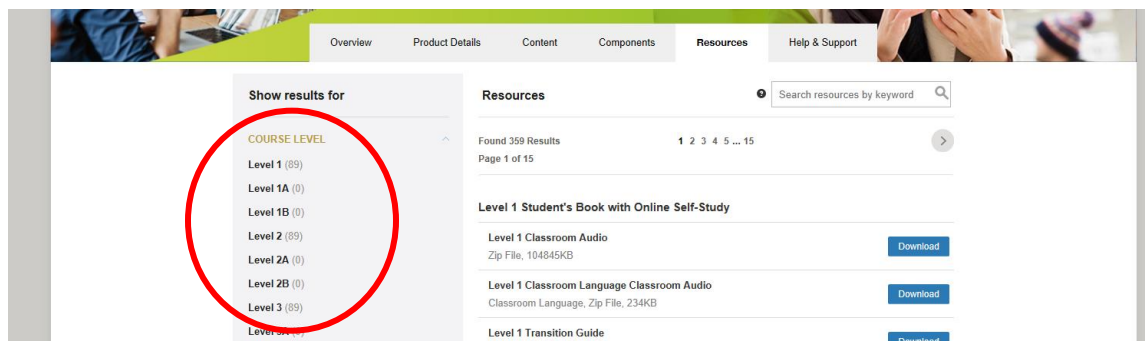 Overview Product Details Content Components Resources Help & Support
Show results for
COURSE LEVEL
Level 1 (89)
Level 1A (0)
Level 1B (0)
Level 2 (89)
Level 2A (0)
Level 2B (0)
Level 3 (89)
Resources
Search resources by keyword
Found 359 Results
1 2 3 4 5 ... 15
Page 1 of 15
Level 1 Student's Book with Online Self-Study
Level 1 Classroom Audio
Zip File, 104845KB
Download
Level 1 Classroom Language Classroom Audio
Classroom Language, Zip File, 234KB
Download
Level 1 Transition Guide
Download